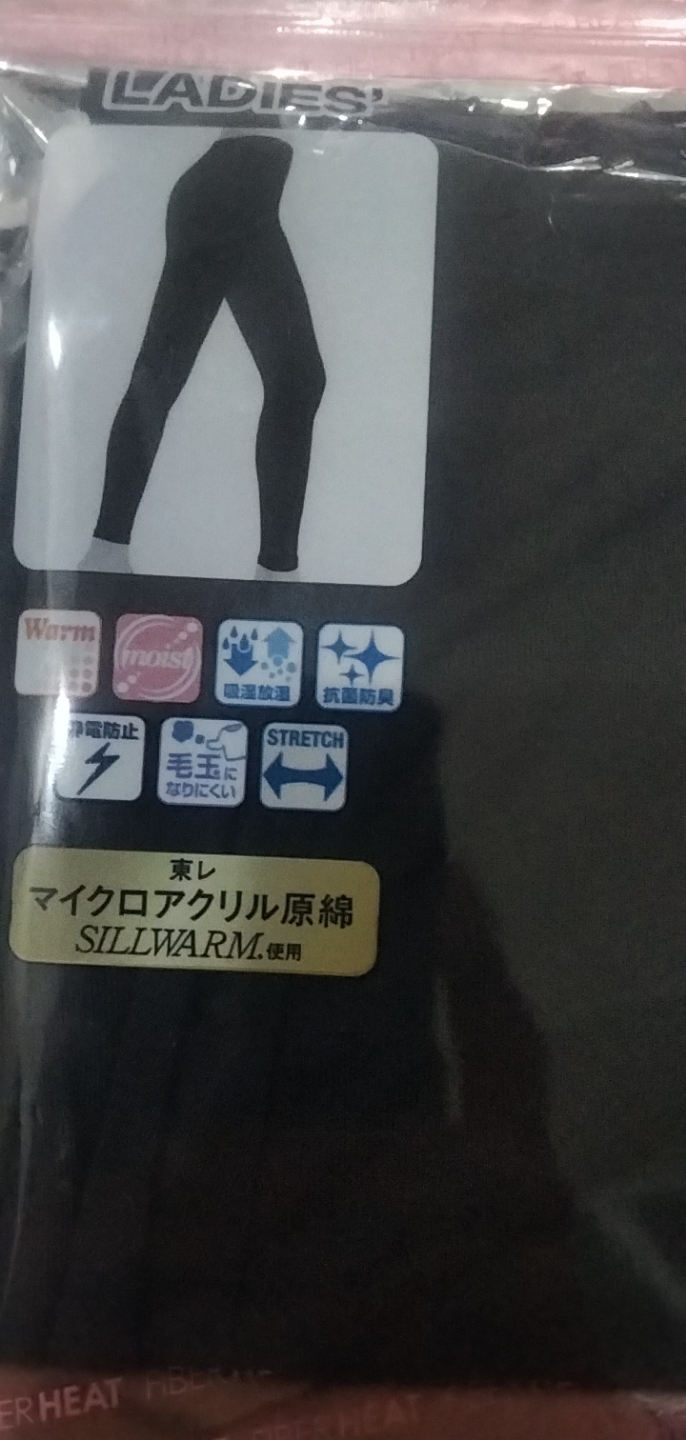 LADIES'
Warm
moist
吸湿放湿
抗菌防臭
静電防止
毛玉に
なりにくい
STRETCH
東レ
マイクロアクリル原綿
SILLWARM.使用
ERHEAT
FIBERHEAT